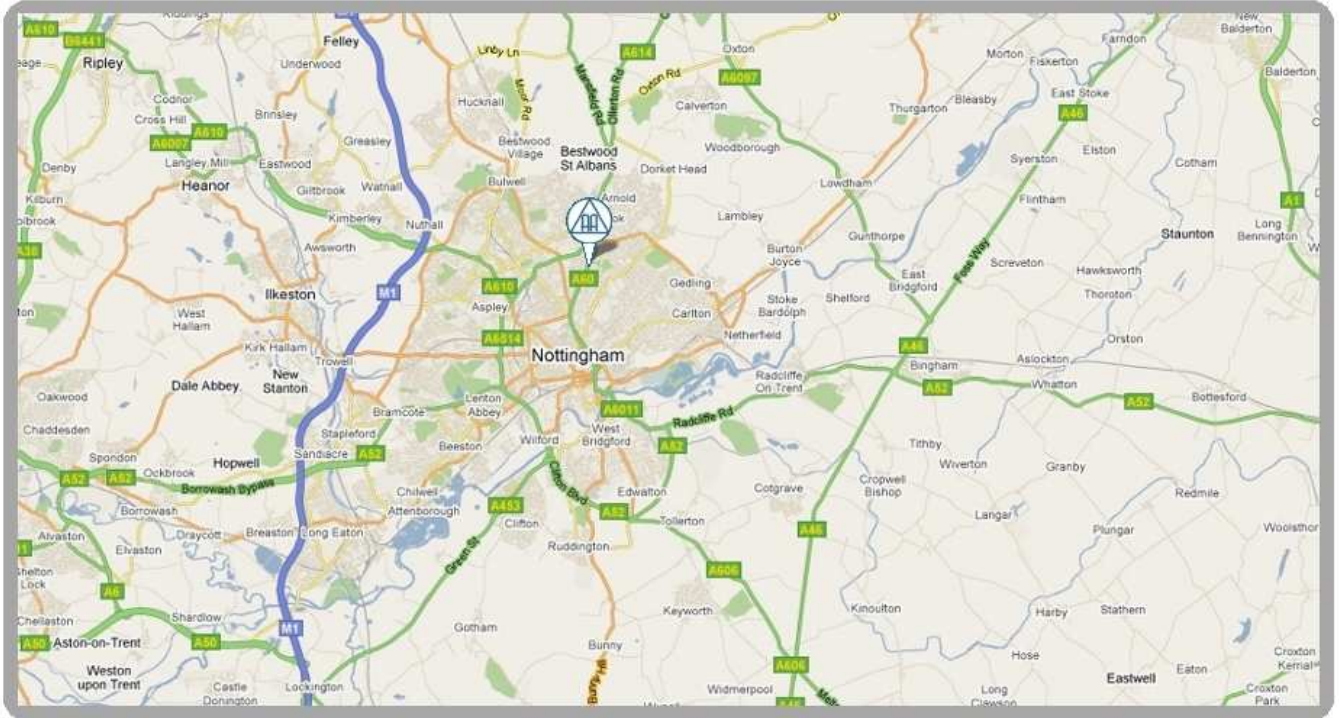 A610
B6441
Ripley
Felley
Underwood
Linby Ln
Moor Rd
Mansfield Rd
Ollerton Rd
A614
Oxton Rd
Oxton
A6097
Morton
Fiskerton
Farndon
New
Balderton
Balderton
Codnor
Cross Hill
A610
A6007
Brinsley
Hucknall
Calverton
Thurgarton
Bleasby
East Stoke
A46
Denby
Langley Mill
Eastwood
Greasley
Bestwood
Village
Bestwood
St Albans
Dorket Head
Woodborough
Syerston
Elston
Cotham
Heanor
Kilburn
Giltbrook
Watnall
Bulwell
Arnold
Lowdham
Flintham
A1
Kimberley
Nuthall
Lambley
Gunthorpe
Foss Way
Staunton
Long
Bennington
A38
Awsworth
AA
Burton
Joyce
Screveton
Hawksworth
Ilkeston
M1
A610
A60
Gedling
East
Bridgford
Thoroton
West
Hallam
Aspley
Carlton
Stoke
Bardolph
Shelford
Kirk Hallam
Trowell
A6514
Nottingham
Netherfield
A46
Orston
Dale Abbey
New
Stanton
Radcliffe
On Trent
Bingham
Aslockton
Oakwood
Lenton
Abbey
A52
Whatton
A52
Bottesford
Chaddesden
Bramcote
A6011
Radcliffe Rd
Stapleford
Beeston
Wilford
West
Bridgford
A52
Tithby
Spondon
Hopwell
Sandiacre
A52
Wiverton
Granby
A52
A52
Ockbrook
Borrowash Bypass
Chilwell
Attenborough
Clifton Blvd
Edwalton
Cotgrave
Cropwell
Bishop
Redmile
Borrowash
A453
Clifton
A52
Tollerton
Langar
Alvaston
Elvaston
Draycott
Breaston
Long Eaton
A46
Plungar
Woolsthor
Shelton
Lock
Green St
Ruddington
A606
A6
Chellaston
Shardlow
Keyworth
Kinoulton
Harby
Stathern
A50
Aston-on-Trent
A50
M1
Gotham
Bunny
Hose
Croxton
Kerrial
Weston
upon Trent
A606
Eaton
Eastwell
Castle
Donington
Lockington
Widmerpool
Long
Clawson
Croxton
Park